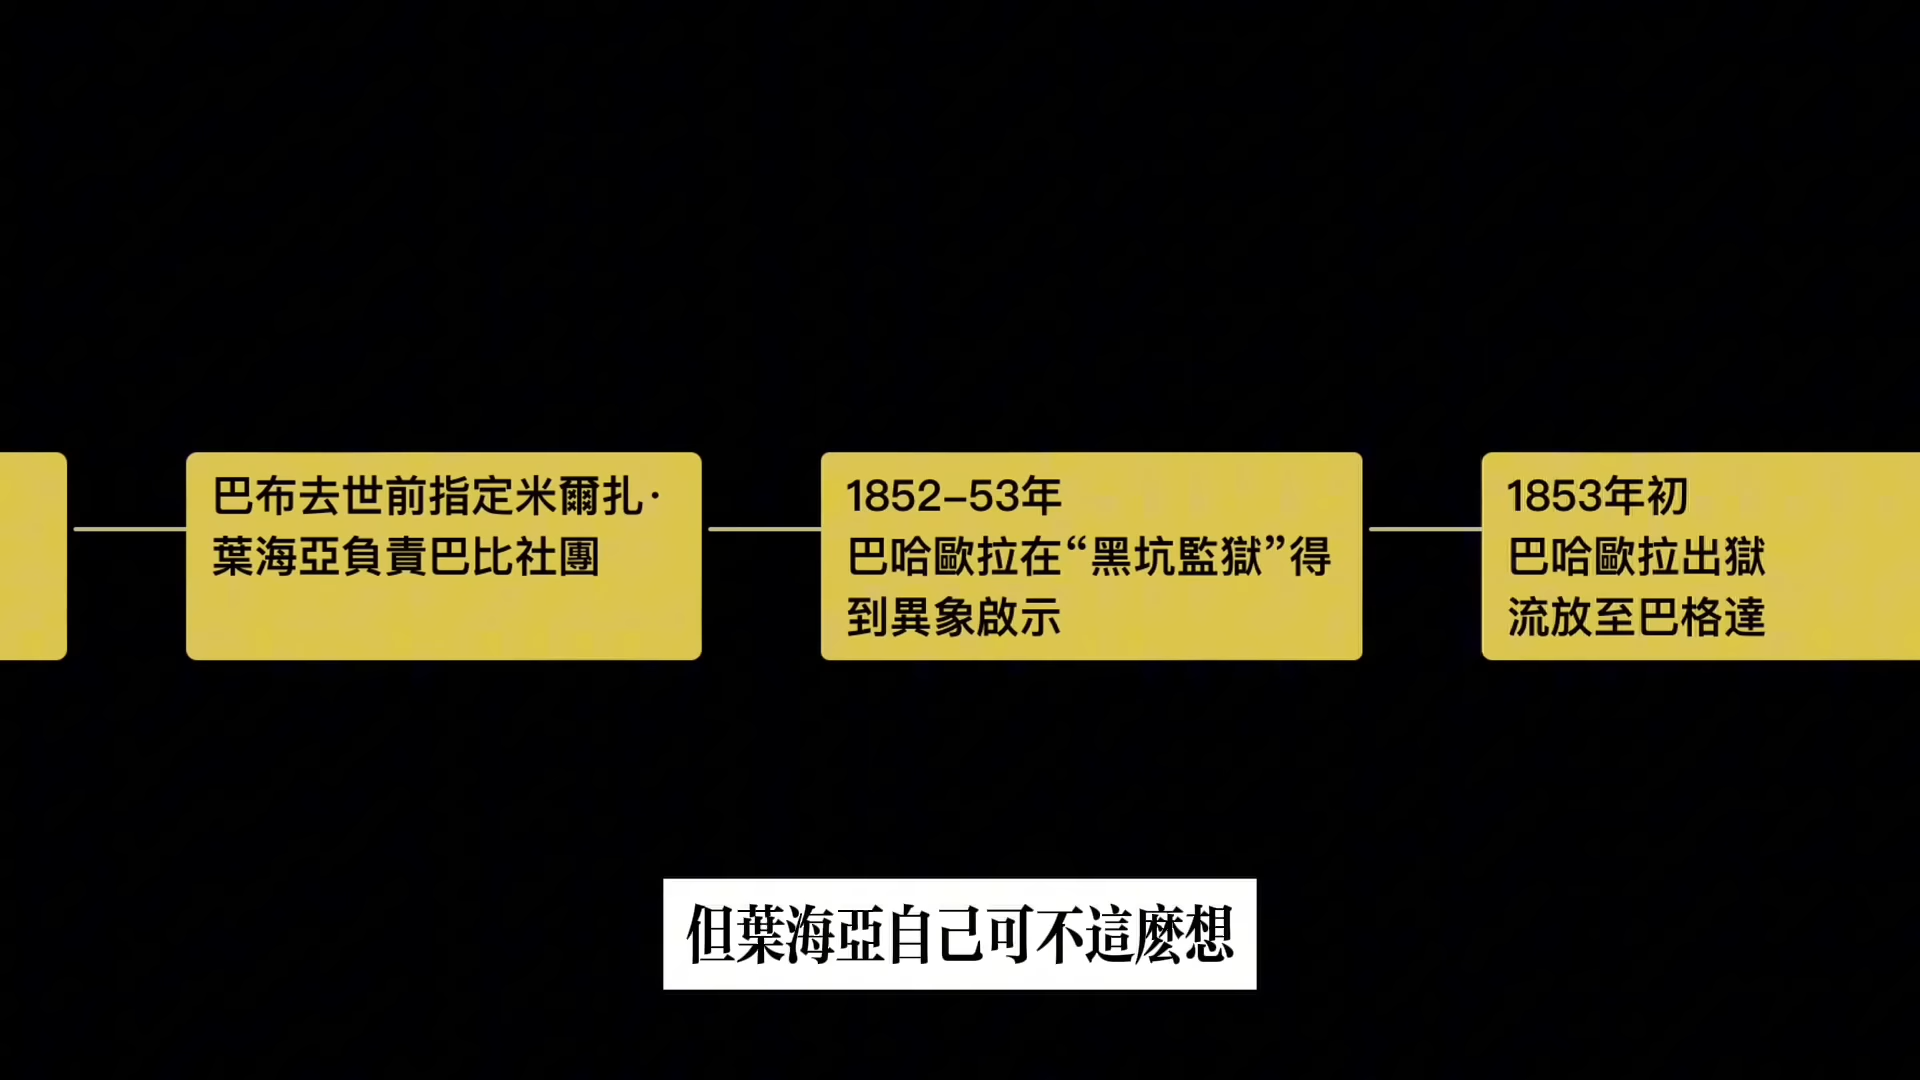 巴布去世前指定米爾扎·
葉海亞負責巴比社團
1852–53年
巴哈歐拉在“黑坑監獄”得
到異象啟示
1853年初
巴哈歐拉出獄
流放至巴格達
但葉海亞自己可不這麼想